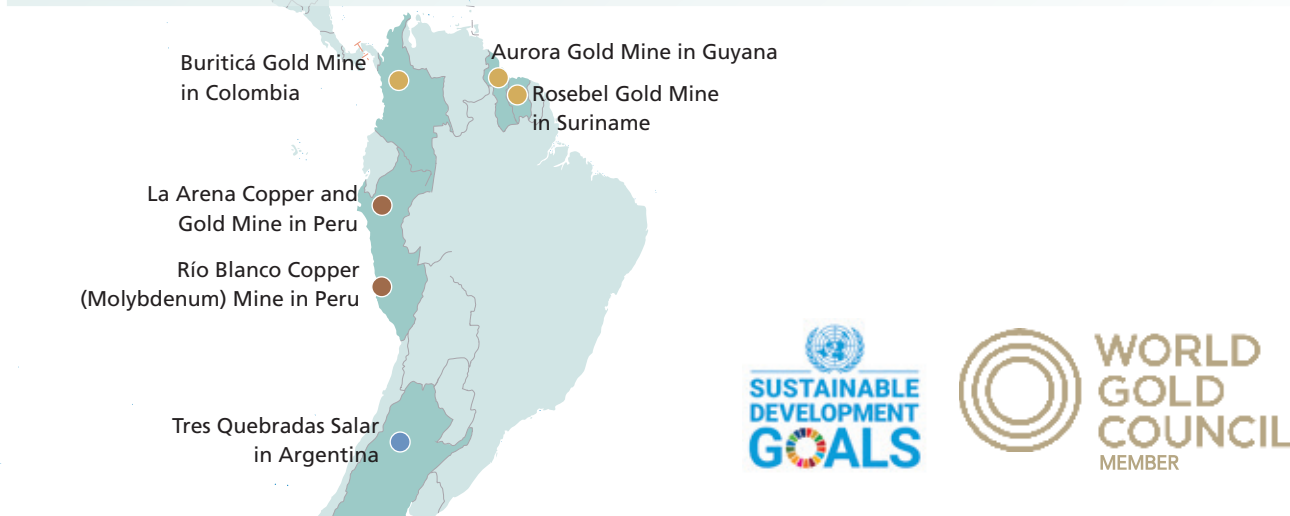 Buriticá Gold Mine
in Colombia
Aurora Gold Mine in Guyana
Rosebel Gold Mine
in Suriname
La Arena Copper and
Gold Mine in Peru
Río Blanco Copper
(Molybdenum) Mine in Peru
Tres Quebradas Salar
in Argentina
SUSTAINABLE
DEVELOPMENT
GOALS
WORLD
GOLD
COUNCIL
MEMBER